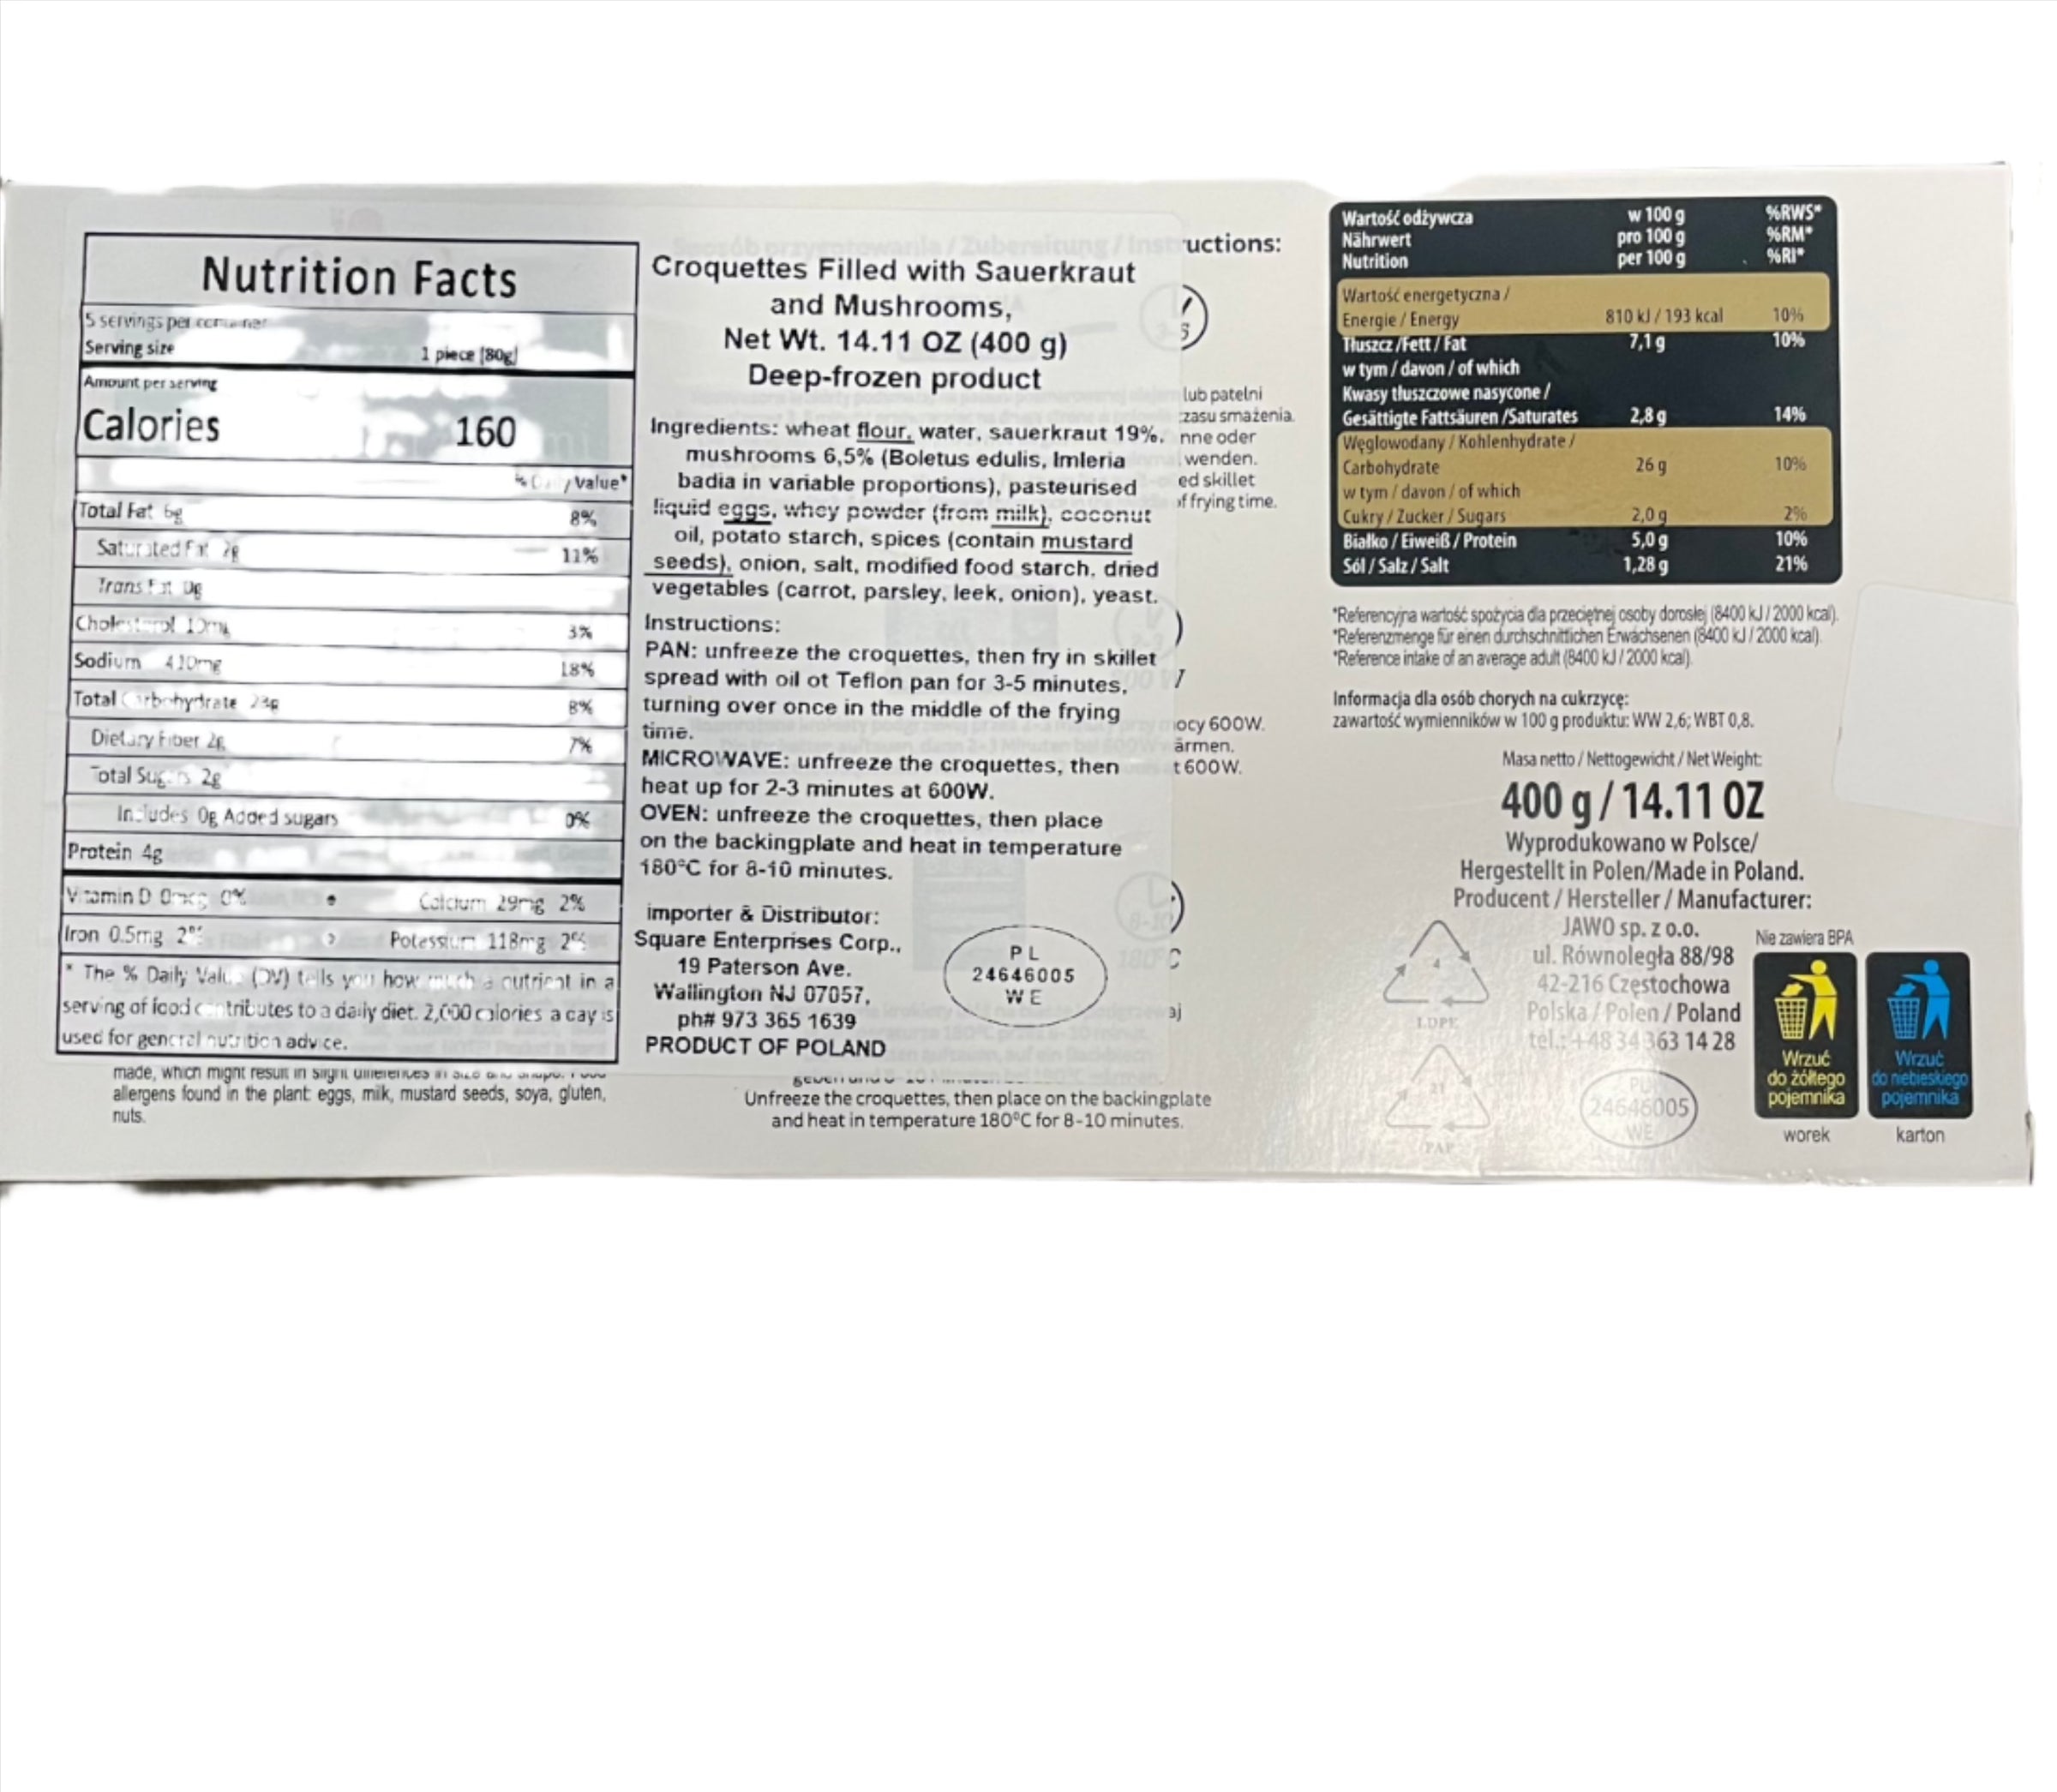 Nutrition Facts
5 servings per container
Serving size 1 piece (80g)
Amount per serving
Calories 160
% Daily Value*
Total Fat 6g 8%
Saturated Fat 2g 11%
Trans Fat 0g
Cholesterol 10mg 3%
Sodium 410mg 18%
Total Carbohydrate 23g 8%
Dietary Fiber 2g 7%
Total Sugars 2g
Includes 0g Added sugars 0%
Protein 4g
Vitamin D 0mcg 0% • Calcium 29mg 2%
Iron 0.5mg 2% Potassium 118mg 2%
* The % Daily Value (DV) tells you how much a nutrient in a
serving of food contributes to a daily diet. 2,000 calories a day is
used for general nutrition advice.
made, which might result in slight differences in size and shape.
allergens found in the plant: eggs, milk, mustard seeds, soya, gluten,
nuts.
Croquettes Filled with Sauerkraut
and Mushrooms,
Net Wt. 14.11 OZ (400 g)
Deep-frozen product
Ingredients: wheat flour, water, sauerkraut 19%,
mushrooms 6,5% (Boletus edulis, Imleria
badia in variable proportions), pasteurised
liquid eggs, whey powder (from milk), coconut
oil, potato starch, spices (contain mustard
seeds), onion, salt, modified food starch, dried
vegetables (carrot, parsley, leek, onion), yeast.
Instructions:
PAN: unfreeze the croquettes, then fry in skillet
spread with oil ot Teflon pan for 3-5 minutes,
turning over once in the middle of the frying
time.
MICROWAVE: unfreeze the croquettes, then
heat up for 2-3 minutes at 600W.
OVEN: unfreeze the croquettes, then place
on the backingplate and heat in temperature
180°C for 8-10 minutes.
importer & Distributor:
Square Enterprises Corp.,
19 Paterson Ave.
Wallington NJ 07057,
ph# 973 365 1639
PRODUCT OF POLAND
PL
24646005
WE
Unfreeze the croquettes, then place on the backingplate
and heat in temperature 180°C for 8-10 minutes.
uctions:
lub patelni
zasu smażenia.
nne oder
wenden.
ed skillet
of frying time.
ocy 600W.
ärmen.
t 600W.
aj
Wartość odżywcza w 100 g %RWS*
Nährwert pro 100 g %RM*
Nutrition per 100 g %RI*
Wartość energetyczna /
Energie / Energy 810 kJ / 193 kcal 10%
Tłuszcz /Fett / Fat 7,1 g 10%
w tym / davon / of which
Kwasy tłuszczowe nasycone /
Gesättigte Fattsäuren /Saturates 2,8 g 14%
Węglowodany / Kohlenhydrate /
Carbohydrate 26 g 10%
w tym / davon / of which
Cukry / Zucker / Sugars 2,0 g 2%
Białko / Eiweiß / Protein 5,0 g 10%
Sól / Salz / Salt 1,28 g 21%
*Referencyjna wartość spożycia dla przeciętnej osoby dorosłej (8400 kJ / 2000 kcal).
*Referenzmenge für einen durchschnittlichen Erwachsenen (8400 kJ / 2000 kcal).
*Reference intake of an average adult (8400 kJ / 2000 kcal).
Informacja dla osób chorych na cukrzycę:
zawartość wymienników w 100 g produktu: WW 2,6; WBT 0,8.
Masa netto / Nettogewicht / Net Weight:
400 g / 14.11 OZ
Wyprodukowano w Polsce/
Hergestellt in Polen/Made in Poland.
Producent / Hersteller / Manufacturer:
JAWO sp. z o.o.
ul. Równoległa 88/98
42-216 Częstochowa
Polska / Polen / Poland
tel.: +48 34 363 14 28
4
LDPE
21
PAP
PL
24646005
WE
Nie zawiera BPA
Wrzuć
do żółtego
pojemnika
worek
Wrzuć
do niebieskiego
pojemnika
karton